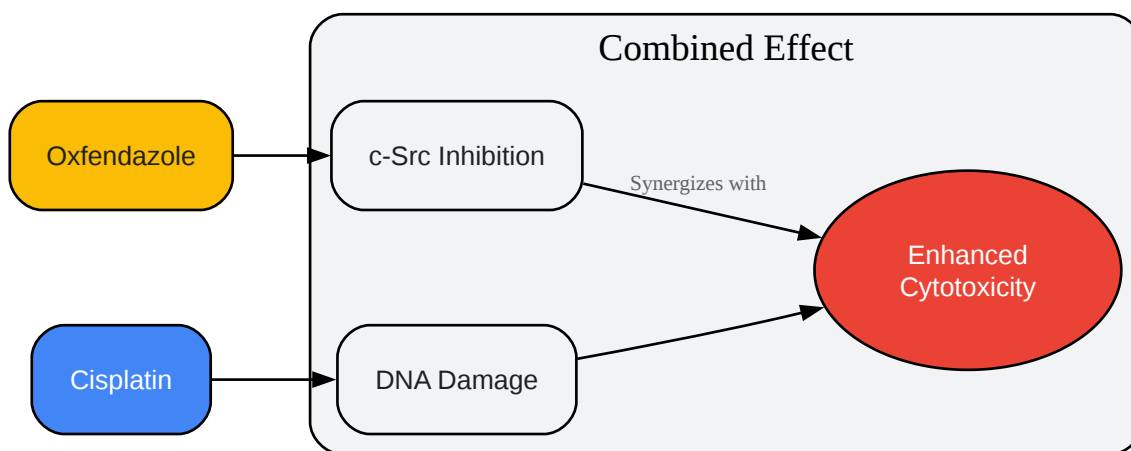 Combined Effect
Oxfendazole
c-Src Inhibition
Synergizes with
Enhanced
Cytotoxicity
Cisplatin
DNA Damage